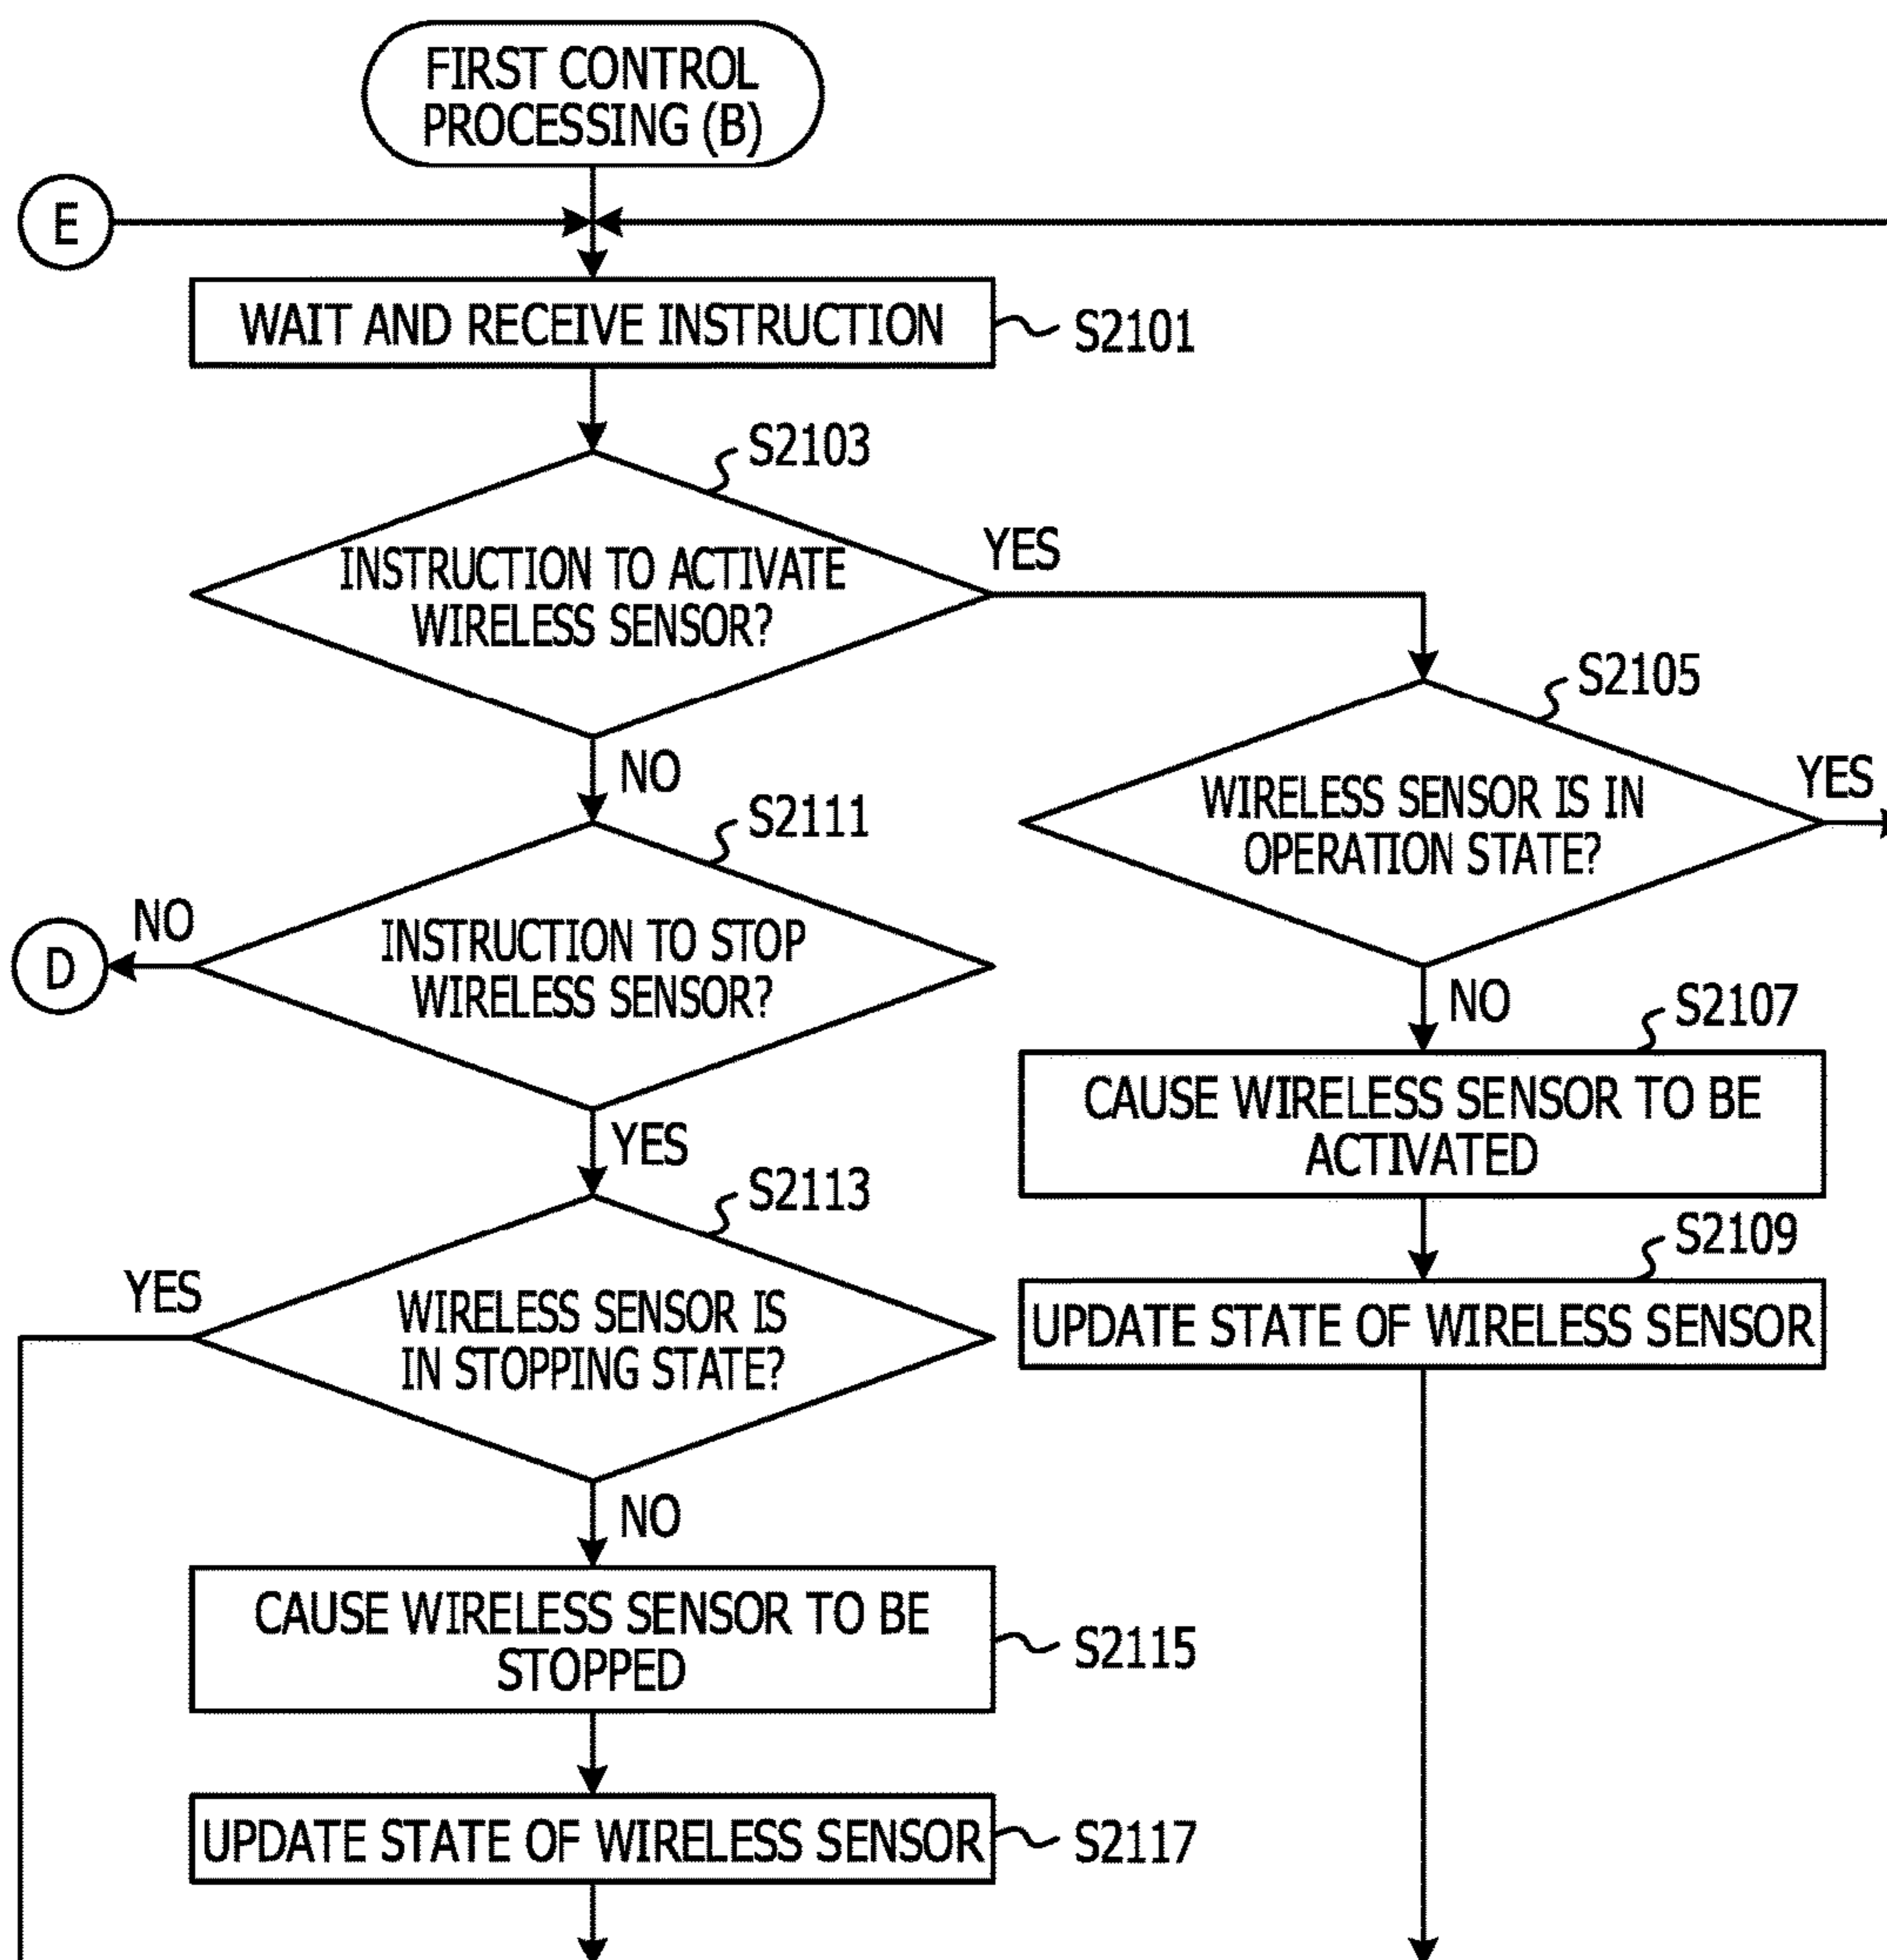 FIRST CONTROL
PROCESSING (B)
E
WAIT AND RECEIVE INSTRUCTION
S2101
S2103
INSTRUCTION TO ACTIVATE
WIRELESS SENSOR?
YES
NO
S2105
WIRELESS SENSOR IS IN
OPERATION STATE?
YES
NO
S2107
CAUSE WIRELESS SENSOR TO BE
ACTIVATED
S2109
UPDATE STATE OF WIRELESS SENSOR
S2111
INSTRUCTION TO STOP
WIRELESS SENSOR?
NO
D
YES
S2113
WIRELESS SENSOR IS
IN STOPPING STATE?
YES
NO
CAUSE WIRELESS SENSOR TO BE
STOPPED
S2115
UPDATE STATE OF WIRELESS SENSOR
S2117